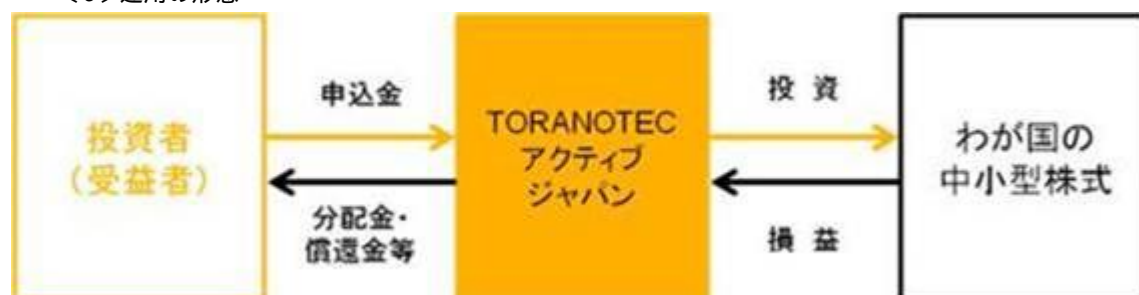 投資者
（受益者）
申込金
分配金・
償還金等
TORANOTEC
アクティブ
ジャパン
投 資
損 益
わが国の
中小型株式